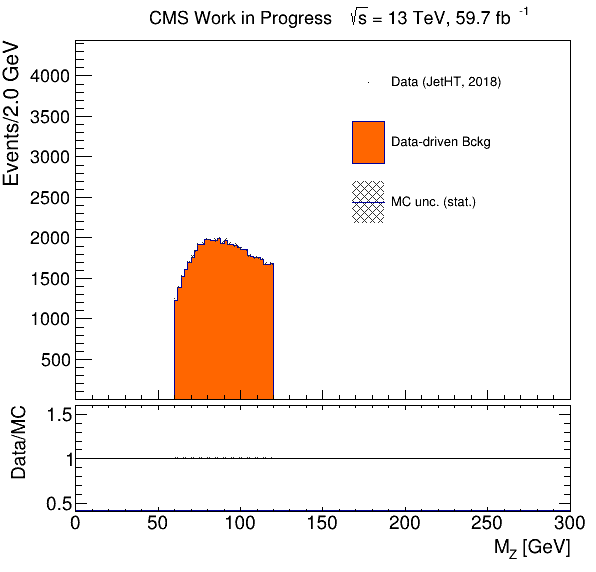 CMS Work in Progress √s = 13 TeV, 59.7 fb -1
Events/2.0 GeV
4000
3500
3000
2500
2000
1500
1000
500
Data (JetHT, 2018)
Data-driven Bckg
MC unc. (stat.)
Data/MC
1.5
1
0.5
0 50 100 150 200 250 300
M_Z [GeV]